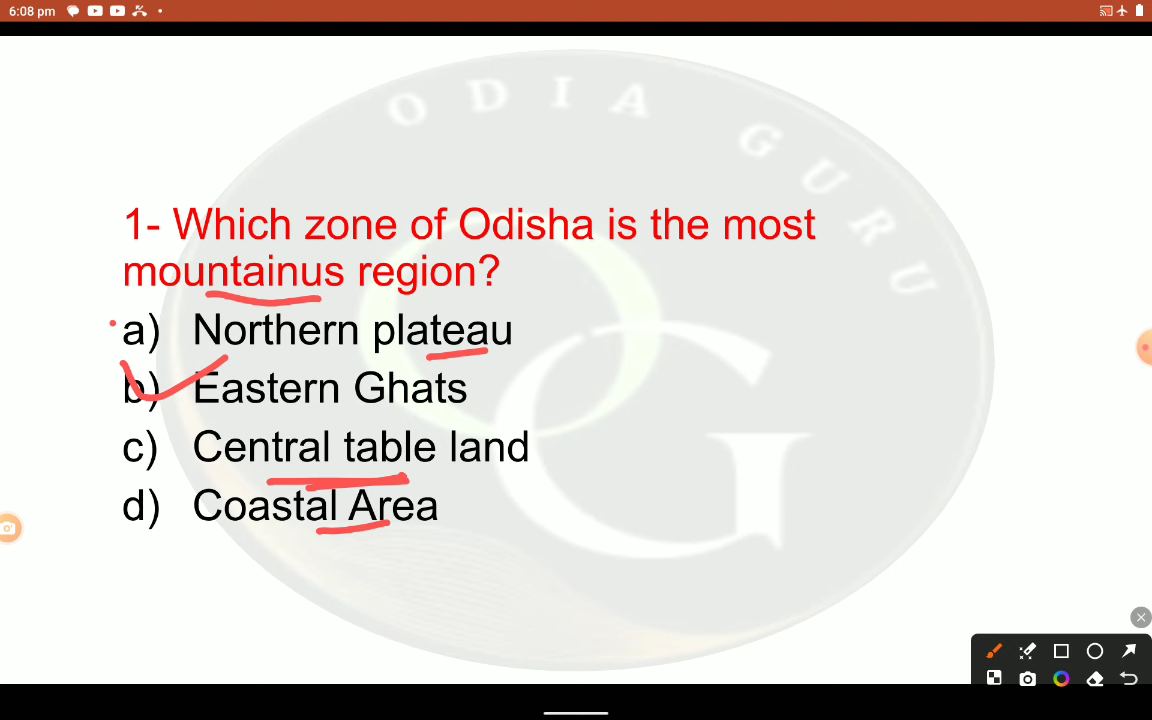 6:08 pm
ODIA GURU
1- Which zone of Odisha is the most
mountainus region?
a) Northern plateau
b) Eastern Ghats
c) Central table land
d) Coastal Area
OG